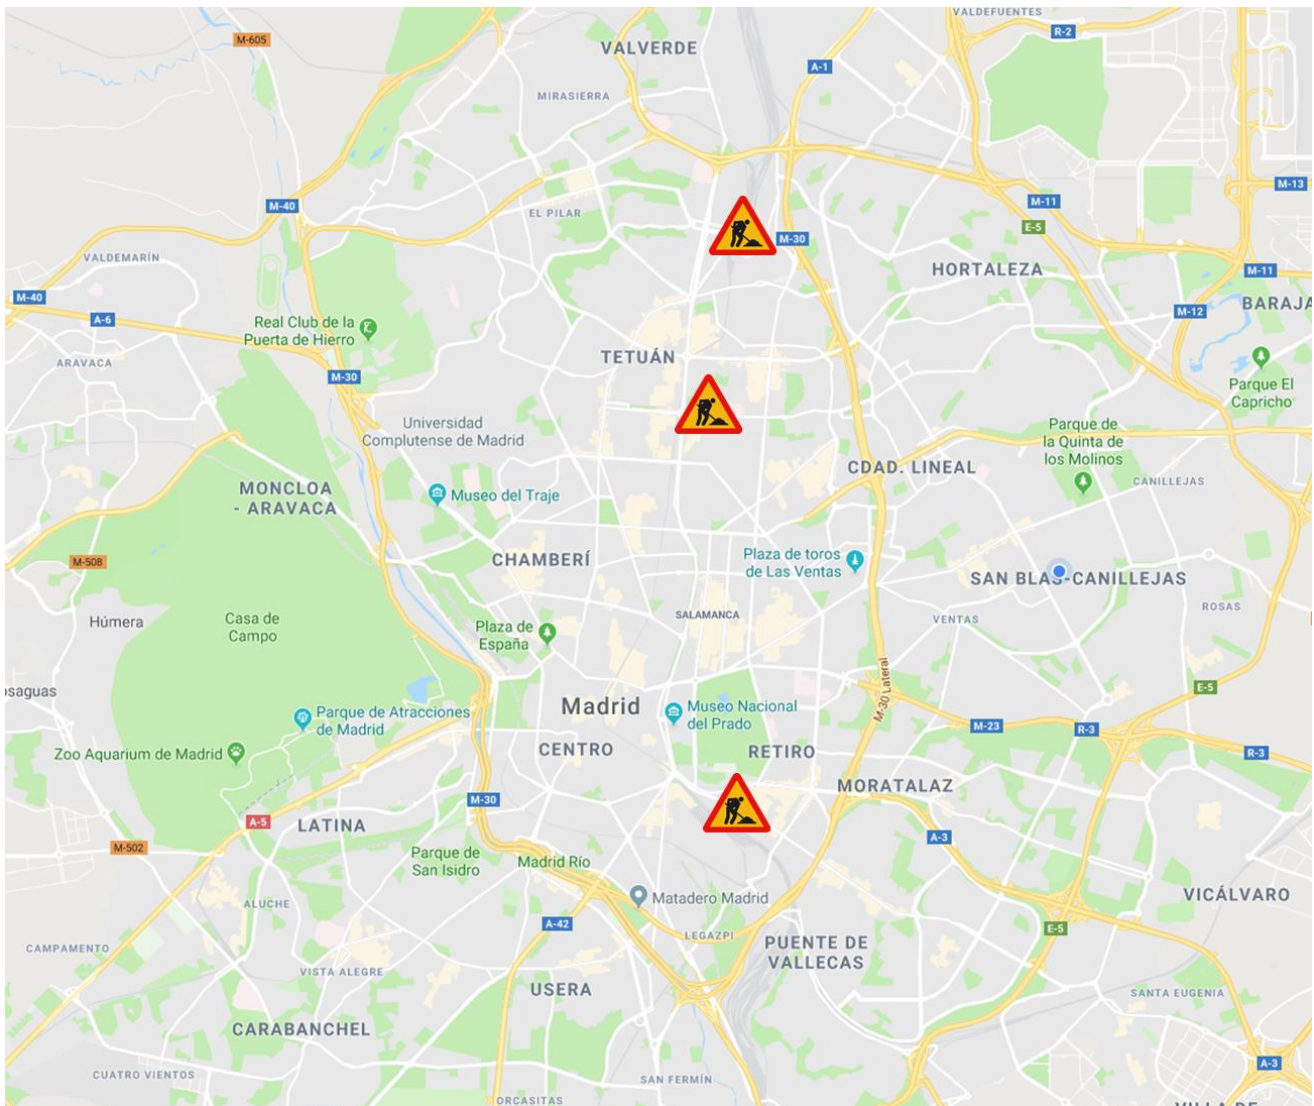 VALDEFUENTES
M-605
R-2
VALVERDE
A-1
MIRASIERRA
M-13
M-40
M-11
EL PILAR
E-5
M-30
VALDEMARÍN
HORTALEZA
M-11
M-40
A-6
M-12
BARAJA
Real Club de la
Puerta de Hierro
TETUÁN
ARAVACA
M-30
Parque El
Capricho
Universidad
Complutense de Madrid
Parque de
la Quinta de
los Molinos
CDAD. LINEAL
CANILLEJAS
MONCLOA
- ARAVACA
Museo del Traje
M-508
CHAMBERÍ
Plaza de toros
de Las Ventas
SAN BLAS-CANILLEJAS
Húmera
Casa de
Campo
Plaza de
España
SALAMANCA
VENTAS
ROSAS
osaguas
M-30 Lateral
E-5
Madrid
Museo Nacional
del Prado
Parque de Atracciones
de Madrid
M-23
R-3
Zoo Aquarium de Madrid
CENTRO
RETIRO
R-3
MORATALAZ
M-30
A-5
LATINA
A-3
M-502
Parque de
San Isidro
Madrid Río
Matadero Madrid
VICÁLVARO
ALUCHE
A-42
LEGAZPI
E-5
CAMPAMENTO
PUENTE DE
VALLECAS
VISTA ALEGRE
USERA
SANTA EUGENIA
CARABANCHEL
A-3
CUATRO VIENTOS
SAN FERMÍN
ORCASITAS
VILLA DE